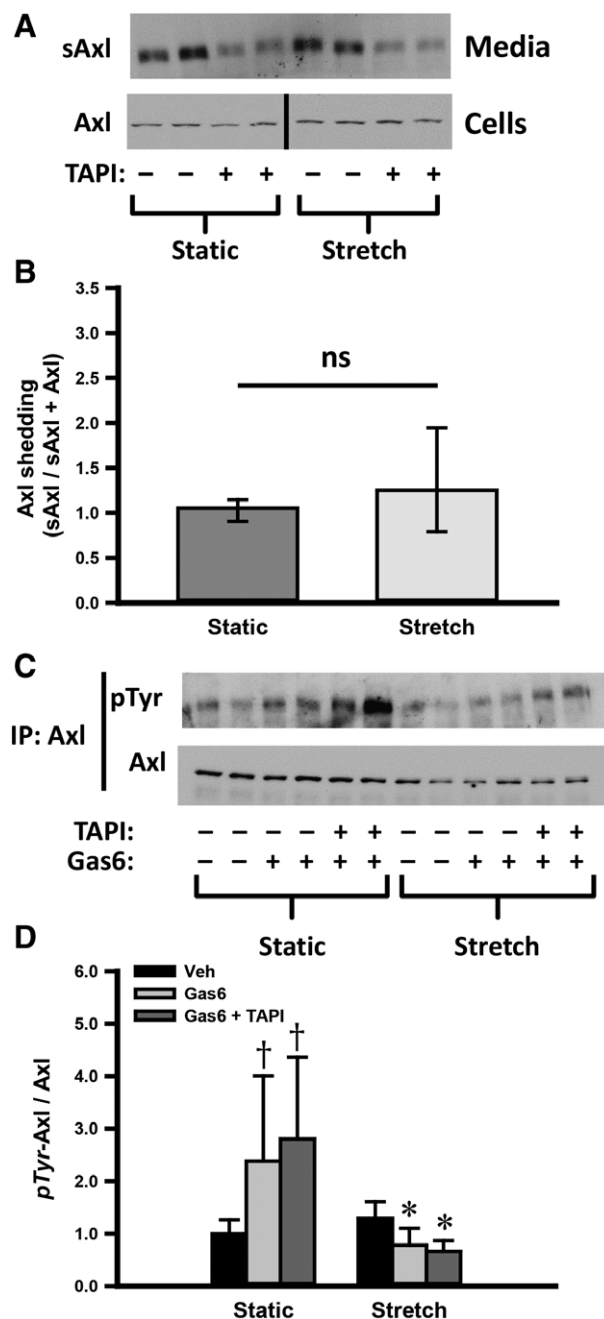 A
sAxl Media
Axl Cells
TAPI: – – + + – – + +
Static Stretch
B
Axl shedding
(sAxl / sAxl + Axl)
3.5
3.0
2.5
2.0
1.5
1.0
0.5
0.0
ns
Static Stretch
C
IP: Axl
pTyr
Axl
TAPI: – – – – + + – – – – + +
Gas6: – – + + + + – – + + + +
Static Stretch
D
pTyr-Axl / Axl
6.0
5.0
4.0
3.0
2.0
1.0
0.0
Veh
Gas6
Gas6 + TAPI
† †
* *
Static Stretch